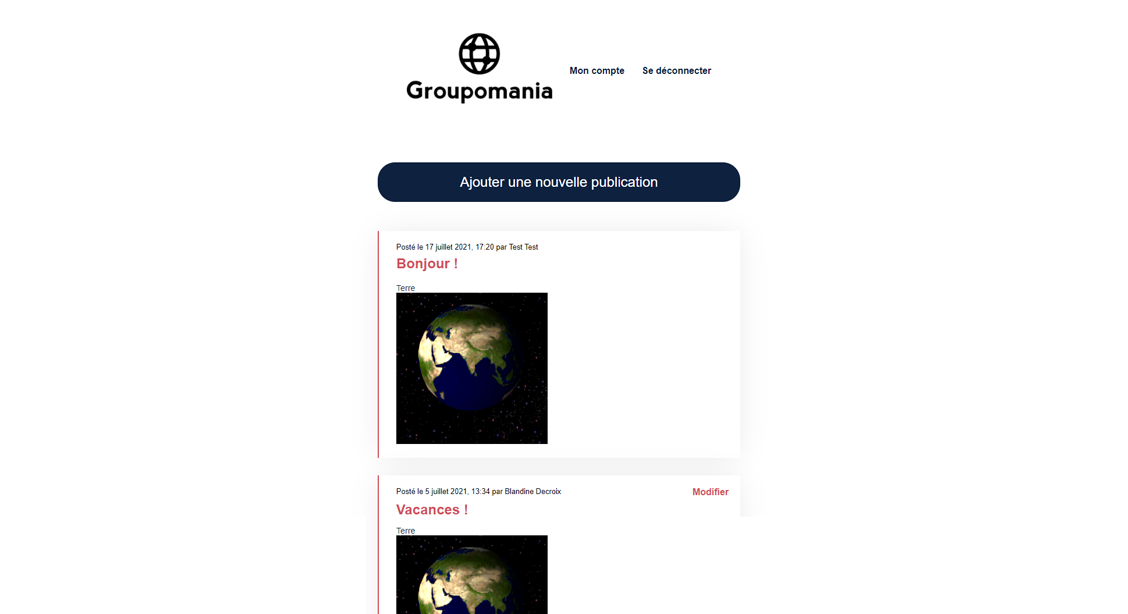 Groupomania
Mon compte
Se déconnecter
Ajouter une nouvelle publication
Posté le 17 juillet 2021, 17:20 par Test Test
Bonjour !
Terre
Posté le 5 juillet 2021, 13:34 par Blandine Decroix
Modifier
Vacances !
Terre